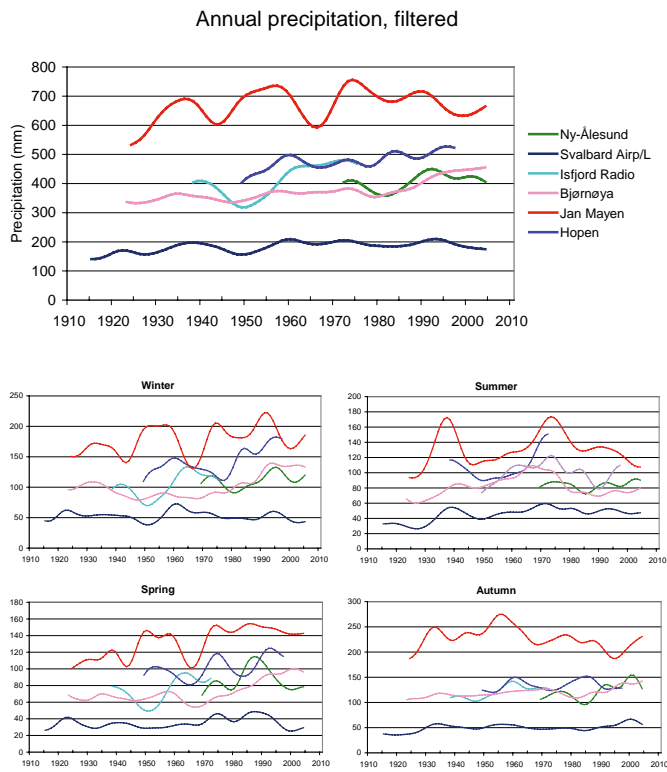 Annual precipitation, filtered
Precipitation (mm)
800
700
600
500
400
300
200
100
0
1910 1920 1930 1940 1950 1960 1970 1980 1990 2000 2010
Ny-Ålesund
Svalbard Airp/L
Isfjord Radio
Bjørnøya
Jan Mayen
Hopen
Winter
250
200
150
100
50
0
1910 1920 1930 1940 1950 1960 1970 1980 1990 2000 2010
Summer
200
180
160
140
120
100
80
60
40
20
0
1910 1920 1930 1940 1950 1960 1970 1980 1990 2000 2010
Spring
180
160
140
120
100
80
60
40
20
0
1910 1920 1930 1940 1950 1960 1970 1980 1990 2000 2010
Autumn
300
250
200
150
100
50
0
1910 1920 1930 1940 1950 1960 1970 1980 1990 2000 2010